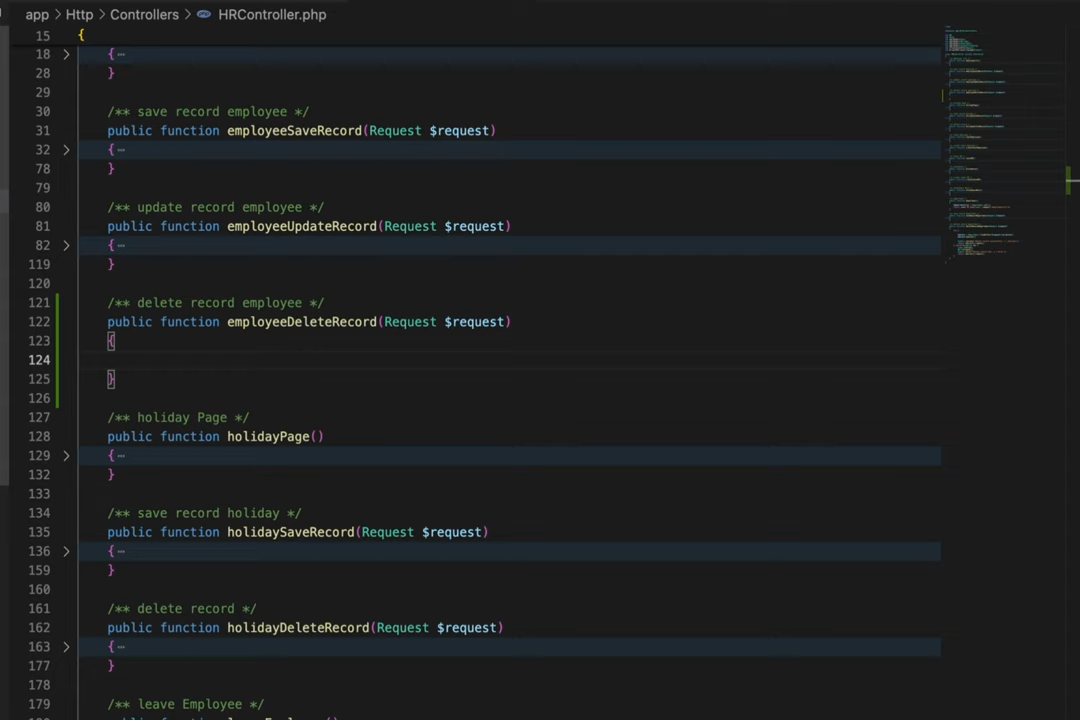 app > Http > Controllers > HRController.php
15 {
18 > { ⋯
28 }
29
30 /** save record employee */
31 public function employeeSaveRecord(Request $request)
32 > { ⋯
78 }
79
80 /** update record employee */
81 public function employeeUpdateRecord(Request $request)
82 > { ⋯
119 }
120
121 /** delete record employee */
122 public function employeeDeleteRecord(Request $request)
123 {
124
125 }
126
127 /** holiday Page */
128 public function holidayPage()
129 > { ⋯
132 }
133
134 /** save record holiday */
135 public function holidaySaveRecord(Request $request)
136 > { ⋯
159 }
160
161 /** delete record */
162 public function holidayDeleteRecord(Request $request)
163 > { ⋯
177 }
178
179 /** leave Employee */